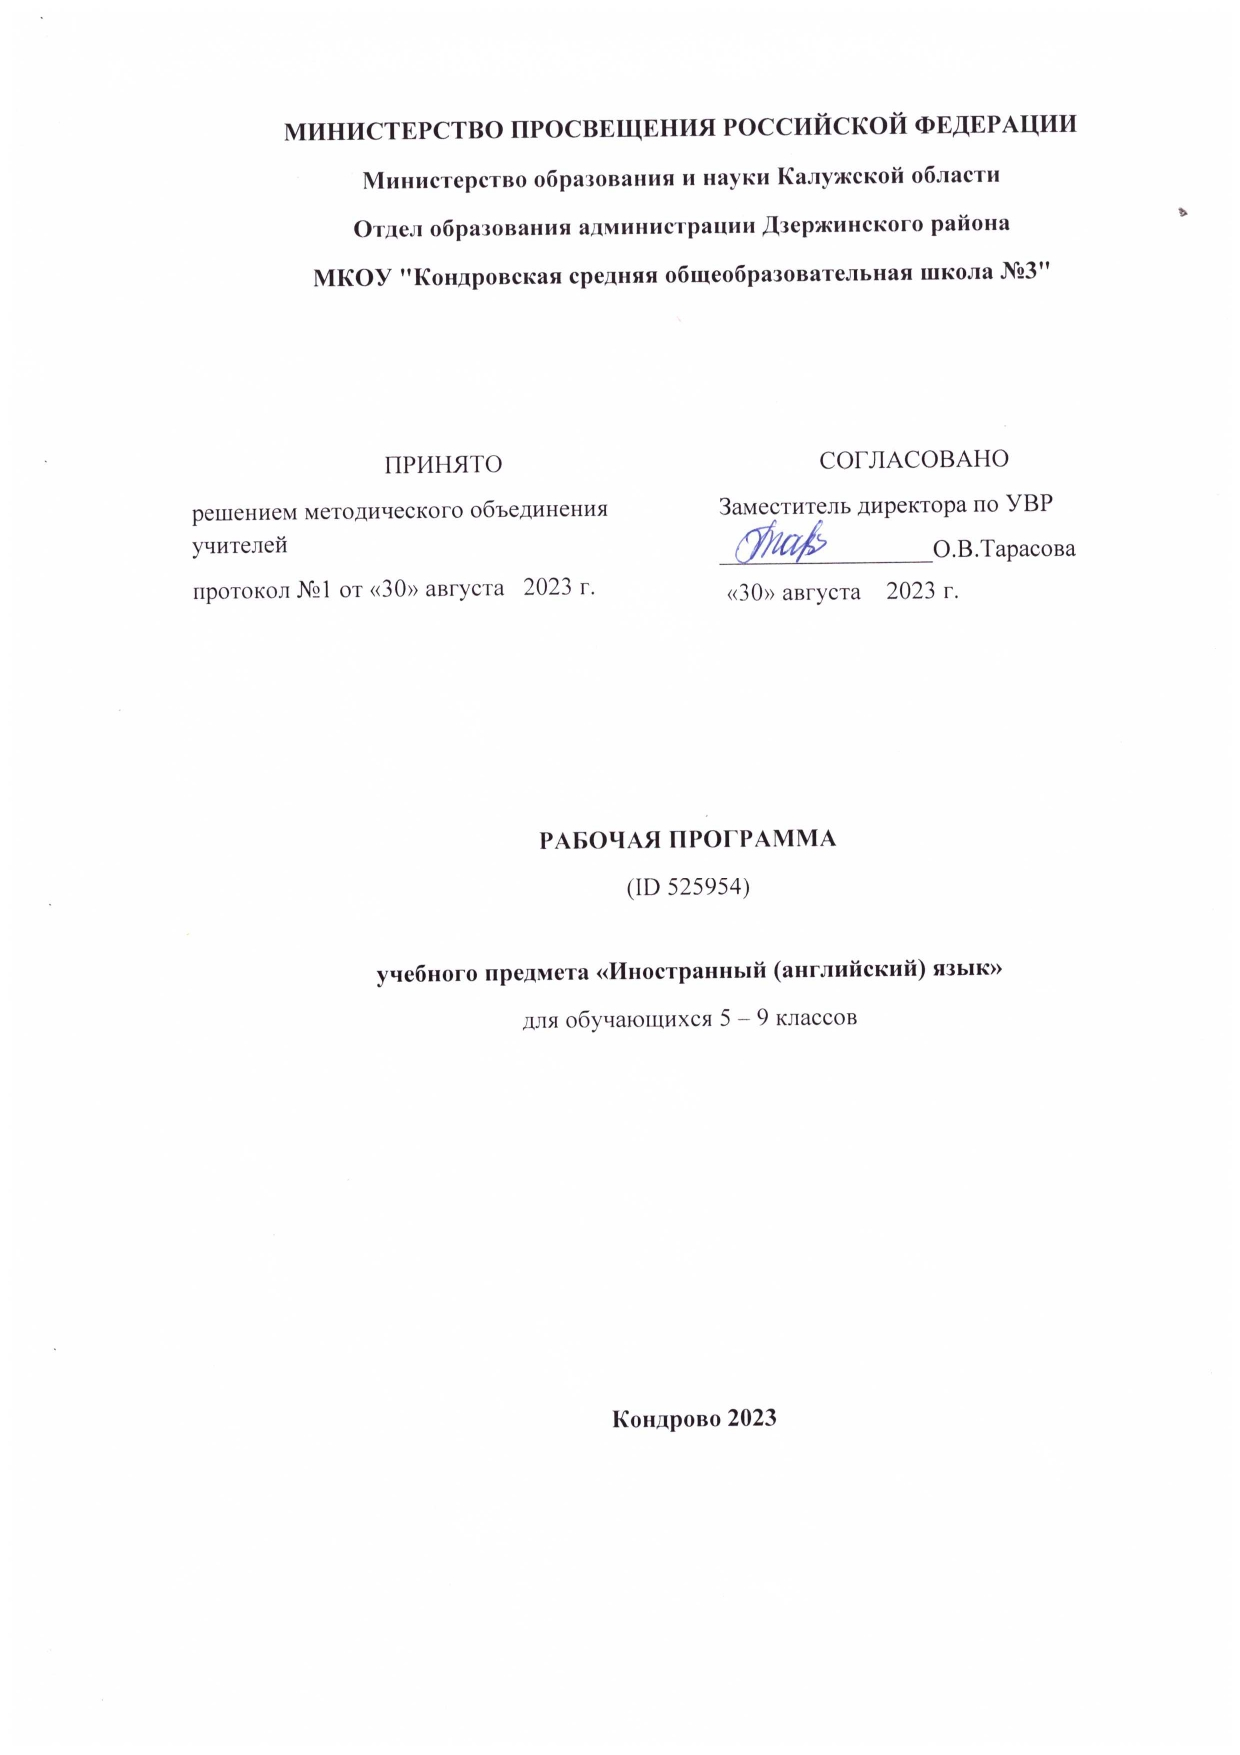 МИНИСТЕРСТВО ПРОСВЕЩЕНИЯ РОССИЙСКОЙ ФЕДЕРАЦИИ
Министерство образования и науки Калужской области
Отдел образования администрации Дзержинского района
МКОУ "Кондровская средняя общеобразовательная школа №3"
ПРИНЯТО
решением методического объединения
учителей
протокол №1 от «30» августа 2023 г.
СОГЛАСОВАНО
Заместитель директора по УВР
Тар ________________О.В.Тарасова
«30» августа 2023 г.
РАБОЧАЯ ПРОГРАММА
(ID 525954)
учебного предмета «Иностранный (английский) язык»
для обучающихся 5 – 9 классов
Кондрово 2023